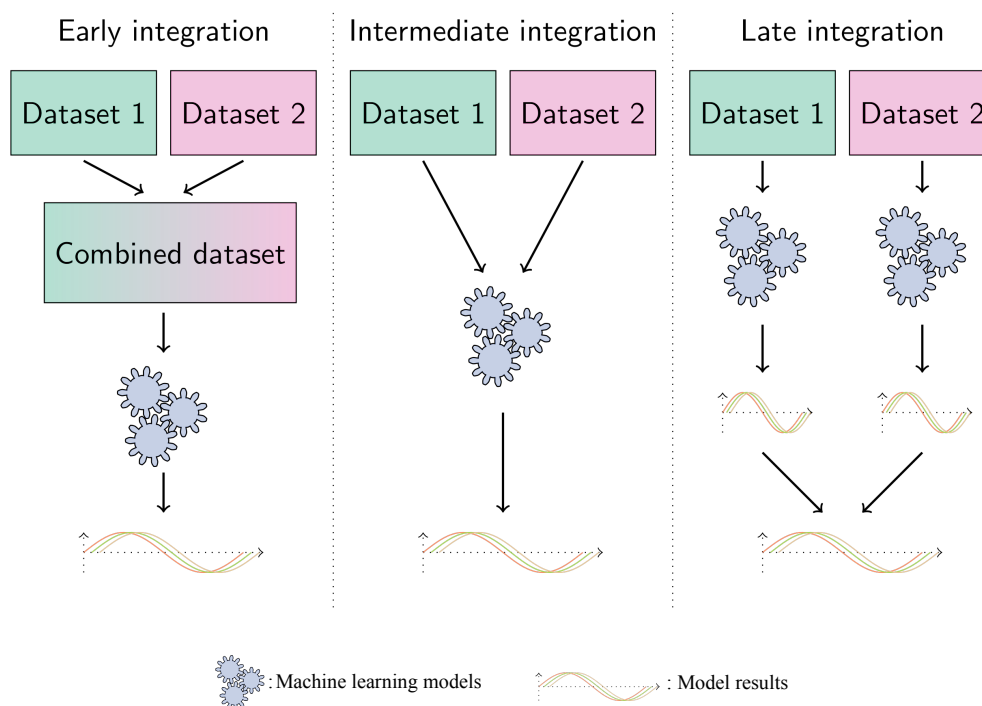 Early integration
Dataset 1
Dataset 2
Combined dataset
Intermediate integration
Dataset 1
Dataset 2
Late integration
Dataset 1
Dataset 2
: Machine learning models
: Model results